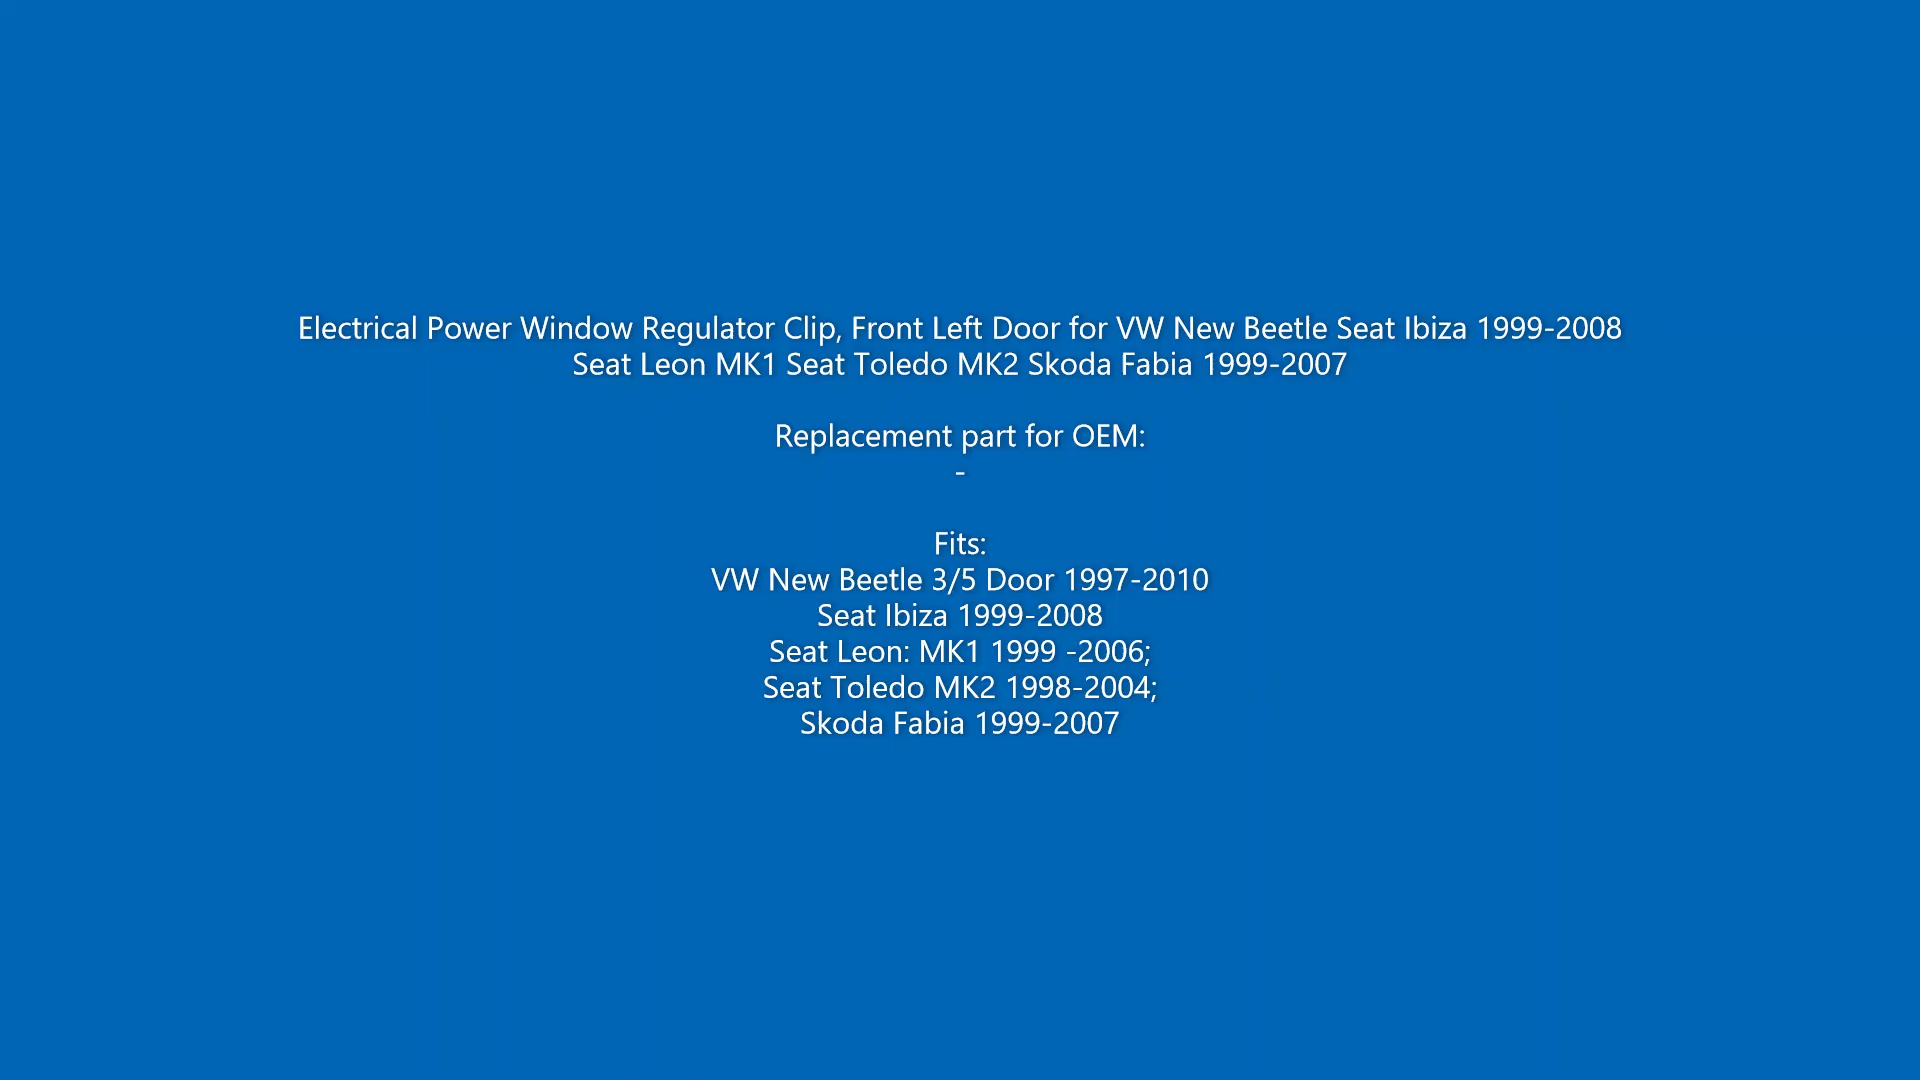 Electrical Power Window Regulator Clip, Front Left Door for VW New Beetle Seat Ibiza 1999-2008
Seat Leon MK1 Seat Toledo MK2 Skoda Fabia 1999-2007
Replacement part for OEM:
-
Fits:
VW New Beetle 3/5 Door 1997-2010
Seat Ibiza 1999-2008
Seat Leon: MK1 1999 -2006;
Seat Toledo MK2 1998-2004;
Skoda Fabia 1999-2007